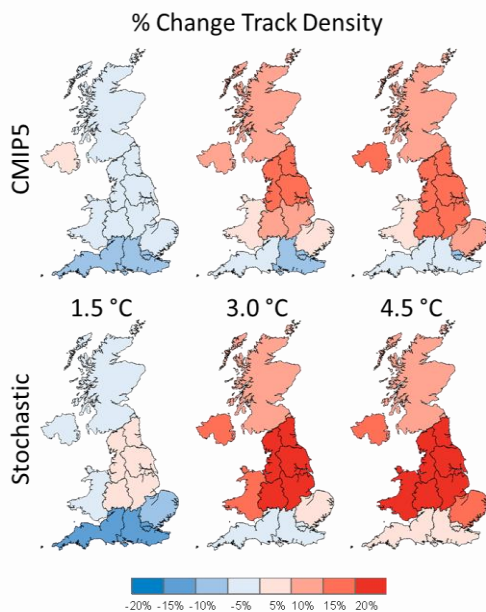 % Change Track Density
CMIP5
1.5 °C
3.0 °C
4.5 °C
Stochastic
-20% -15% -10% -5% 5% 10% 15% 20%